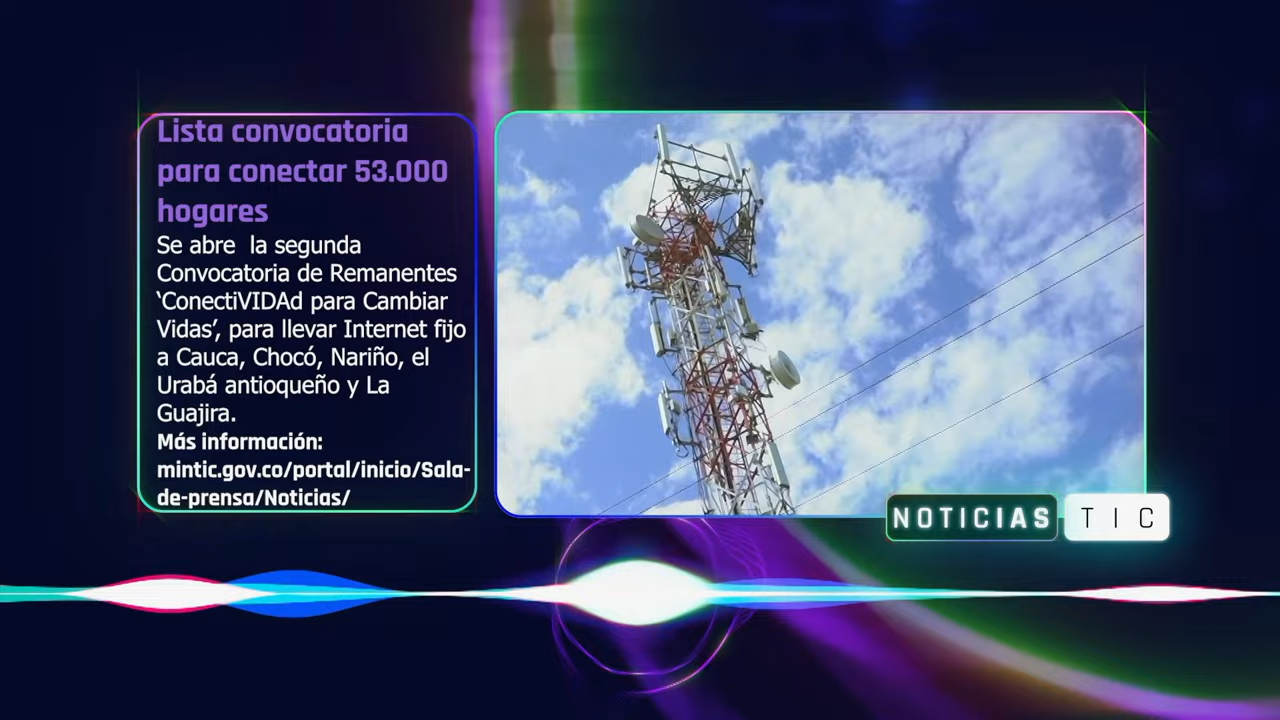 Lista convocatoria
para conectar 53.000
hogares
Se abre  la segunda
Convocatoria de Remanentes
‘ConectiVIDAd para Cambiar
Vidas’, para llevar Internet fijo
a Cauca, Chocó, Nariño, el
Urabá antioqueño y La
Guajira.
Más información:
mintic.gov.co/portal/inicio/Sala-
de-prensa/Noticias/
NOTICIAS TIC